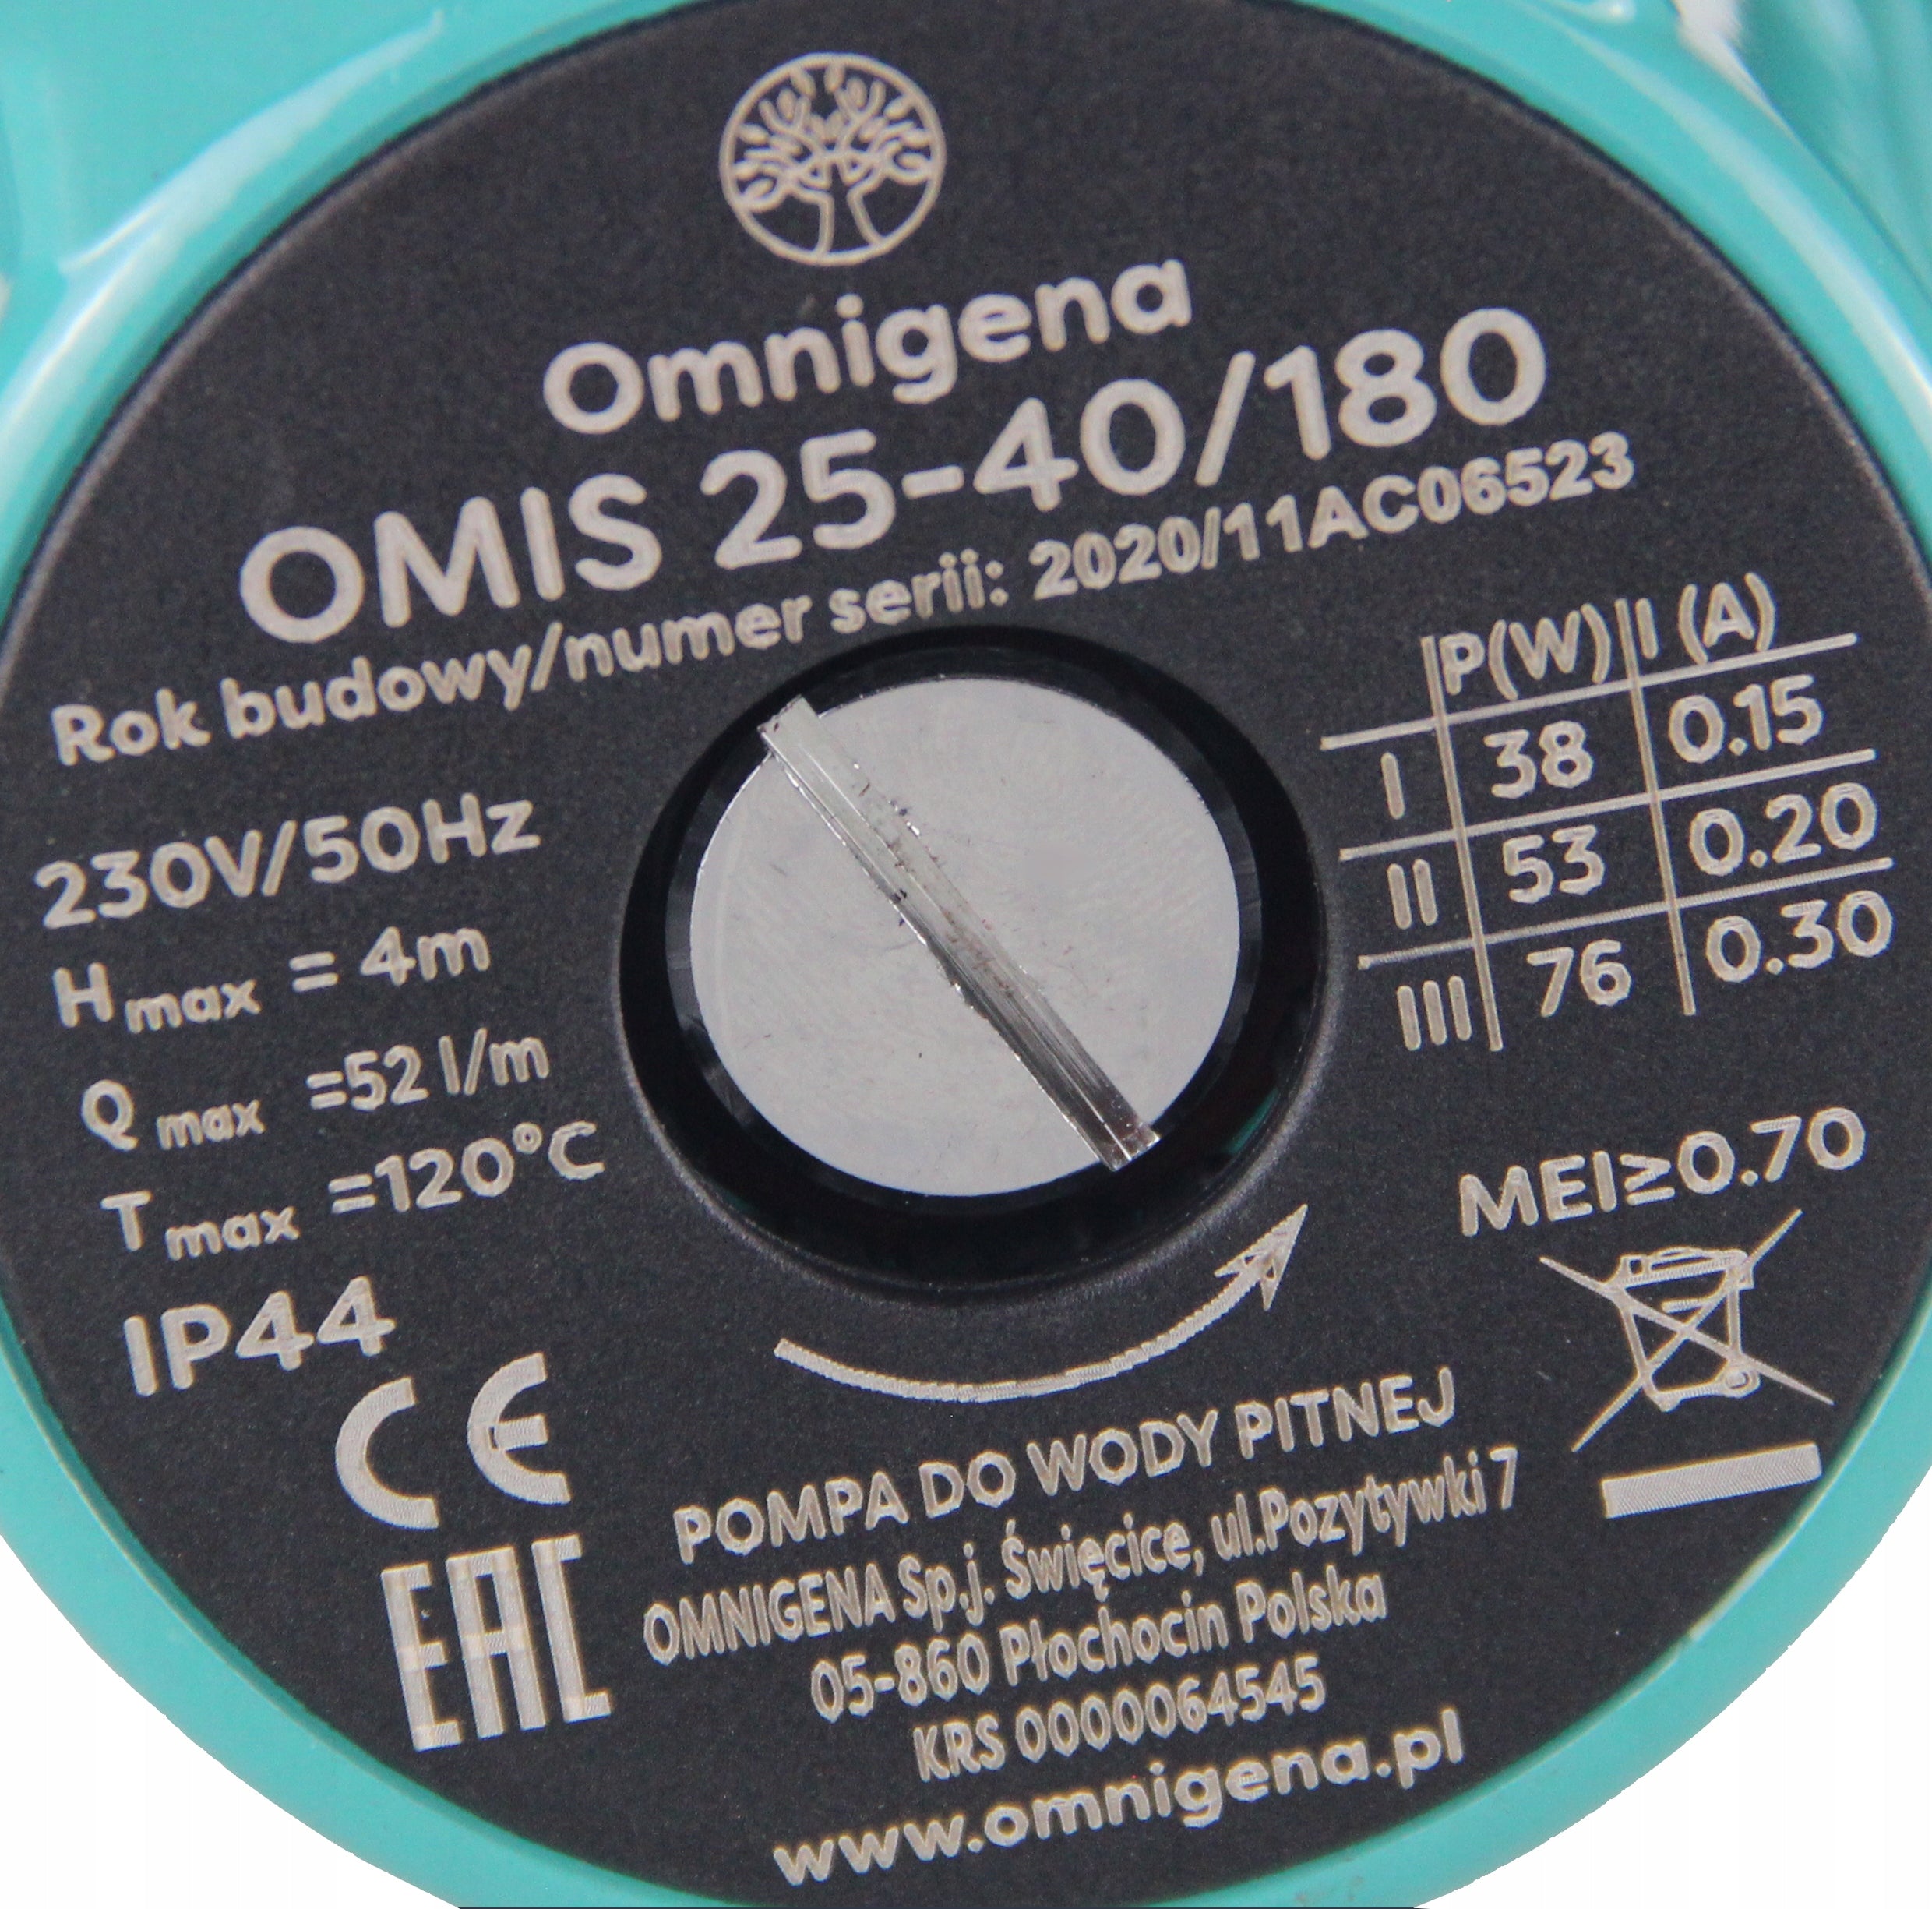 Omnigena
OMIS 25-40/180
Rok budowy/numer serii: 2020/11AC06523
230V/50Hz
Hmax = 4m
Qmax =52 l/m
Tmax =120°C
IP44
CE
EAC
P(W) I (A)
I 38 0.15
II 53 0.20
III 76 0.30
MEI≥0.70
POMPA DO WODY PITNEJ
OMNIGENA Sp.j. Święcice, ul.Pozytywki 7
05-860 Płochocin Polska
KRS 0000064545
www.omnigena.pl